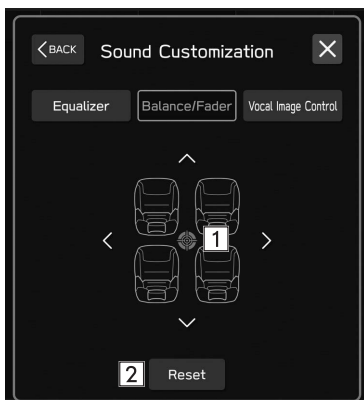 BACK Sound Customization
Equalizer Balance/Fader Vocal Image Control
1
2 Reset